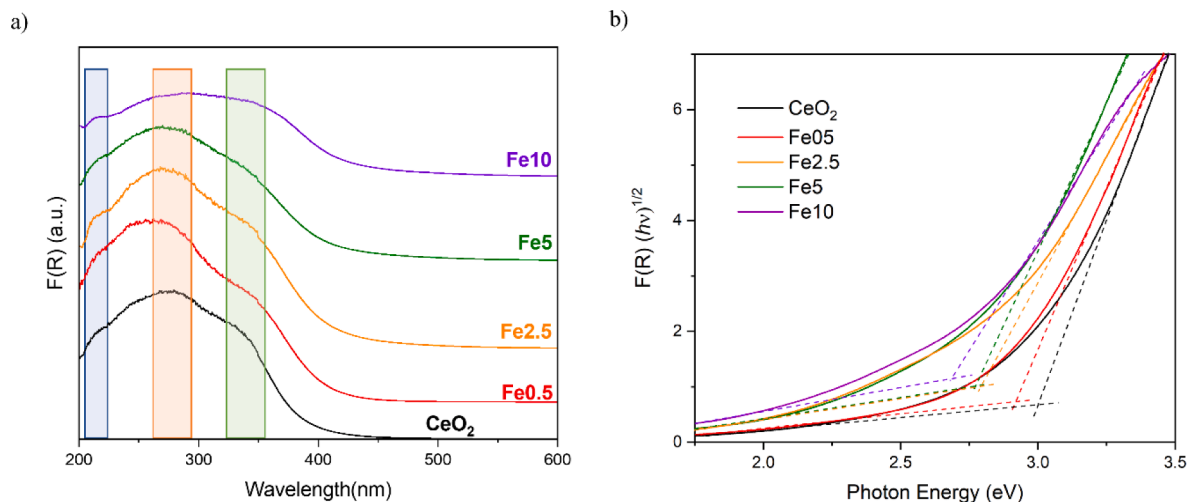 a)
F(R) (a.u.)
Fe10
Fe5
Fe2.5
Fe0.5
CeO₂
200 300 400 500 600
Wavelength(nm)
b)
F(R) (hν)^1/2
6
4
2
0
CeO₂
Fe05
Fe2.5
Fe5
Fe10
2.0 2.5 3.0 3.5
Photon Energy (eV)